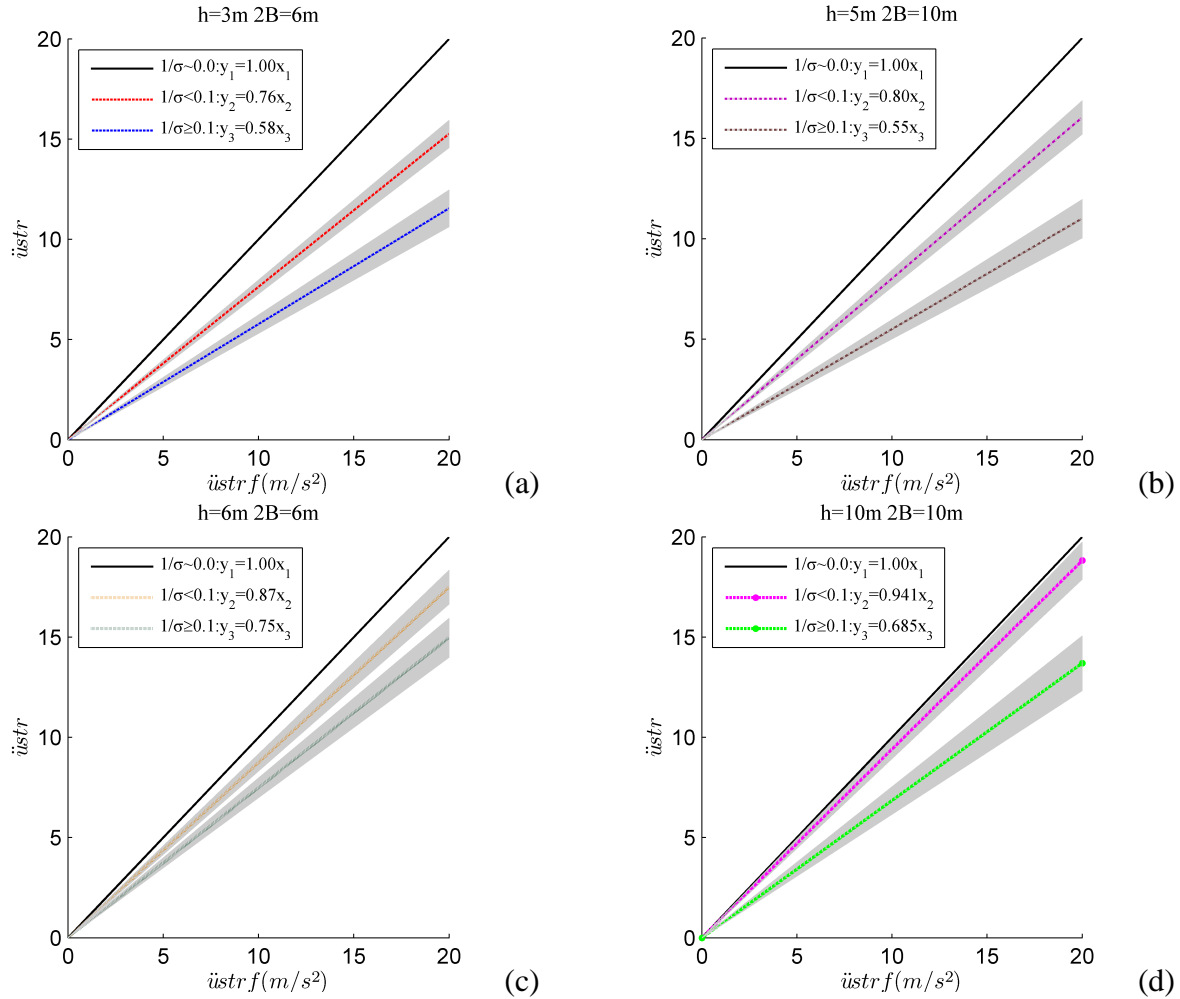 h=3m 2B=6m
20
15
10
5
0
1/σ~0.0:y₁=1.00x₁
1/σ<0.1:y₂=0.76x₂
1/σ≥0.1:y₃=0.58x₃
üstr
0 5 10 15 20
üstrf(m/s²)
(a)
h=5m 2B=10m
20
15
10
5
0
1/σ~0.0:y₁=1.00x₁
1/σ<0.1:y₂=0.80x₂
1/σ≥0.1:y₃=0.55x₃
üstr
0 5 10 15 20
üstrf(m/s²)
(b)
h=6m 2B=6m
20
15
10
5
0
1/σ~0.0:y₁=1.00x₁
1/σ<0.1:y₂=0.87x₂
1/σ≥0.1:y₃=0.75x₃
üstr
0 5 10 15 20
üstrf(m/s²)
(c)
h=10m 2B=10m
20
15
10
5
0
1/σ~0.0:y₁=1.00x₁
1/σ<0.1:y₂=0.941x₂
1/σ≥0.1:y₃=0.685x₃
üstr
0 5 10 15 20
üstrf(m/s²)
(d)